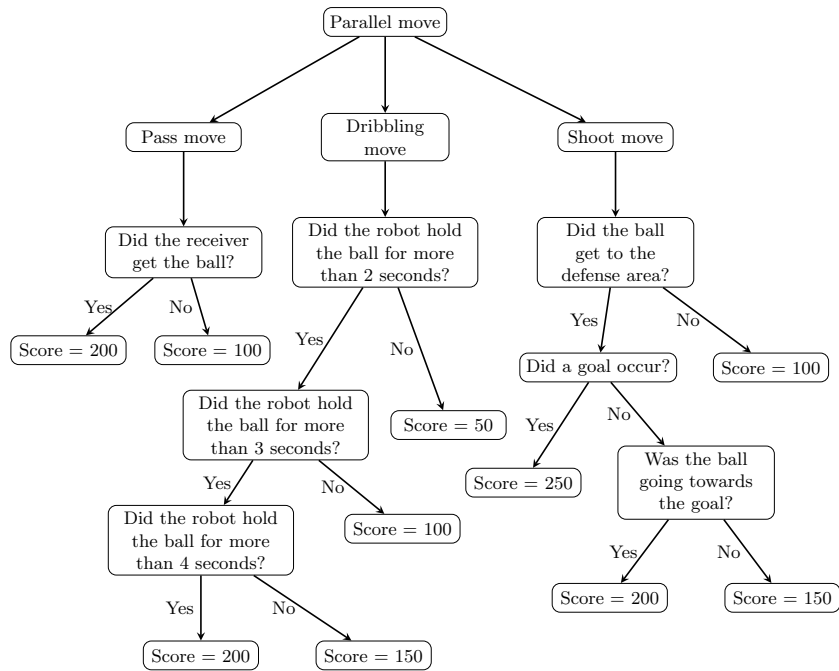 Parallel move
Pass move
Dribbling
move
Shoot move
Did the receiver
get the ball?
Did the robot hold
the ball for more
than 2 seconds?
Did the ball
get to the
defense area?
Yes
No
Yes
No
Yes
No
Score = 200
Score = 100
Did a goal occur?
Score = 100
Did the robot hold
the ball for more
than 3 seconds?
Score = 50
Yes
No
Yes
No
Score = 250
Was the ball
going towards
the goal?
Did the robot hold
the ball for more
than 4 seconds?
Score = 100
Yes
No
Yes
No
Score = 200
Score = 150
Score = 200
Score = 150